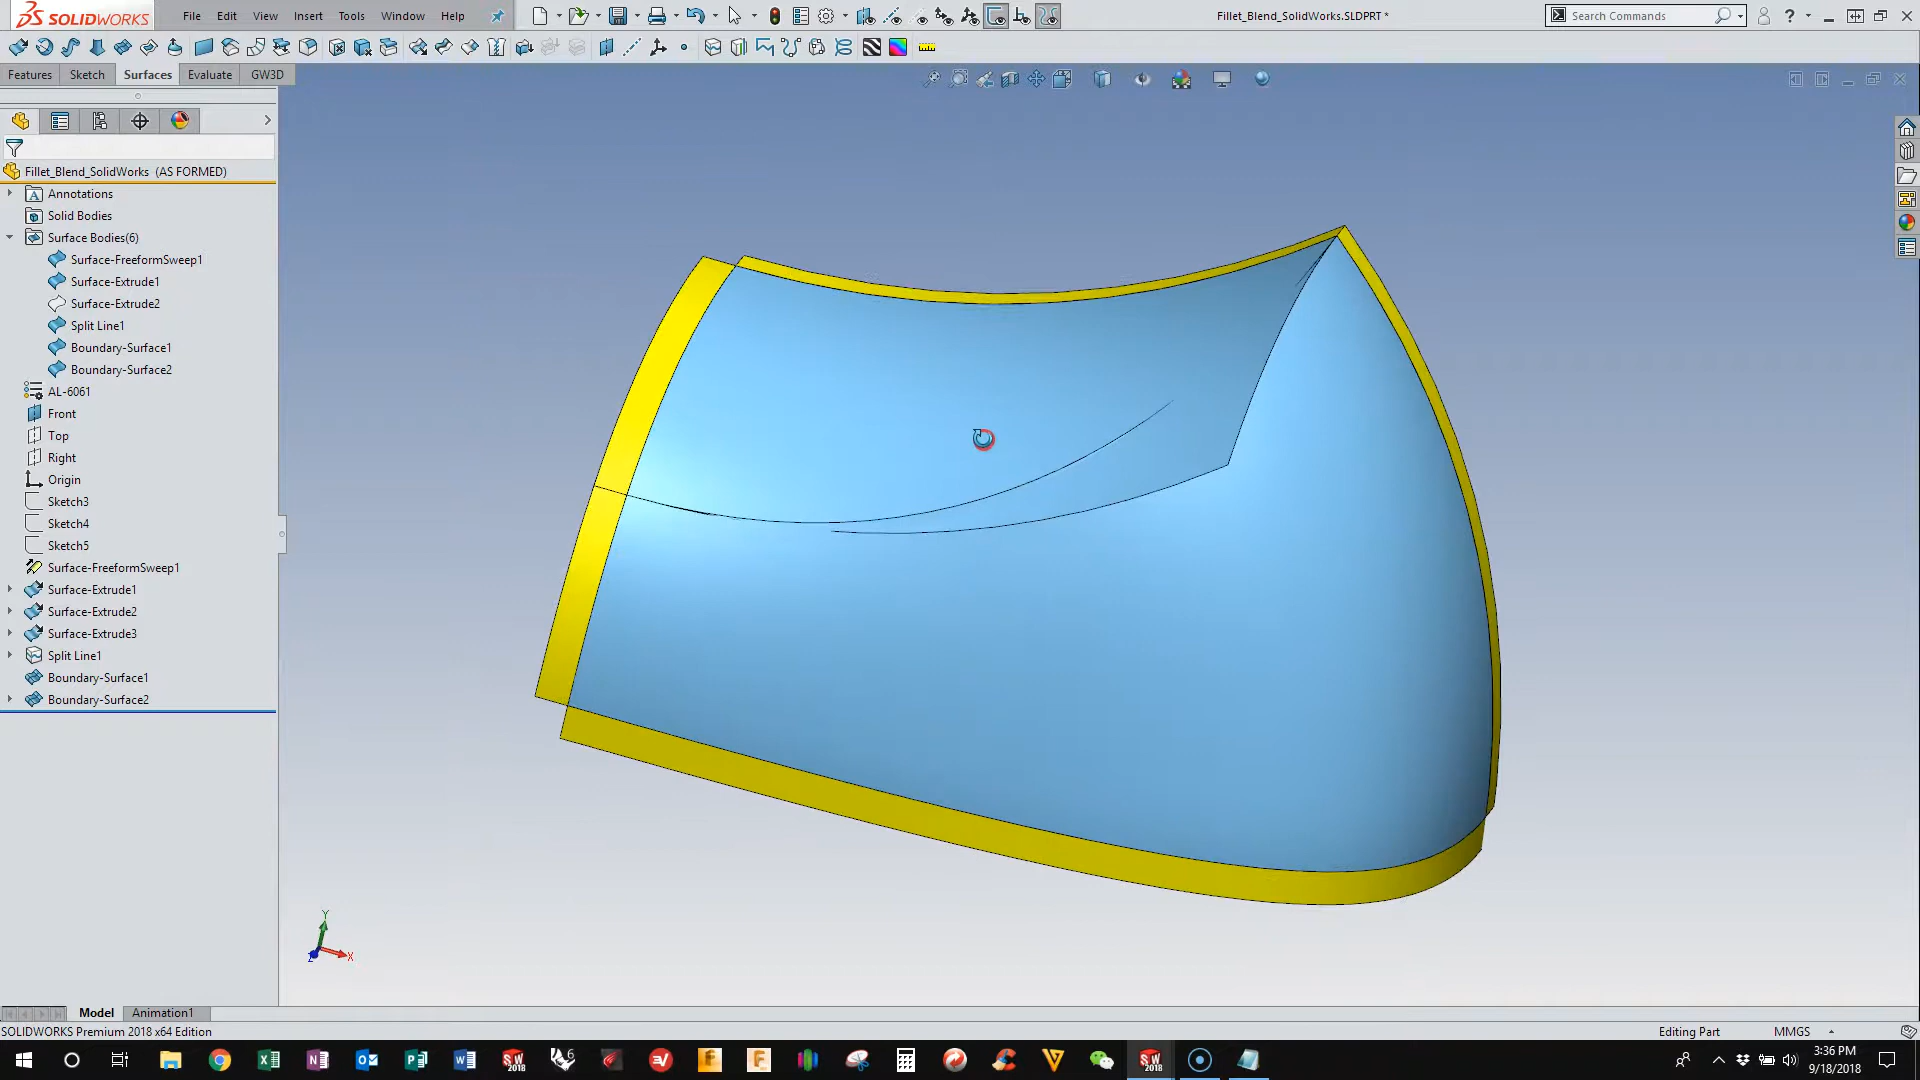 SOLIDWORKS File Edit View Insert Tools Window Help Fillet_Blend_SolidWorks.SLDPRT * Search Commands
Features Sketch Surfaces Evaluate GW3D
Fillet_Blend_SolidWorks (AS FORMED)
Annotations
Solid Bodies
Surface Bodies(6)
Surface-FreeformSweep1
Surface-Extrude1
Surface-Extrude2
Split Line1
Boundary-Surface1
Boundary-Surface2
AL-6061
Front
Top
Right
Origin
Sketch3
Sketch4
Sketch5
Surface-FreeformSweep1
Surface-Extrude1
Surface-Extrude2
Surface-Extrude3
Split Line1
Boundary-Surface1
Boundary-Surface2
Y
X
Z
Model Animation1
SOLIDWORKS Premium 2018 x64 Edition Editing Part MMGS
3:36 PM
9/18/2018